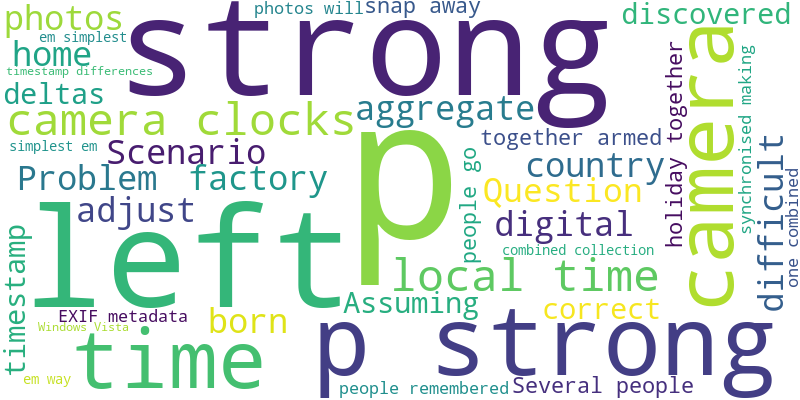 photos
photos will
snap away
discovered
em simplest
strong
home
timestamp differences
deltas
camera clocks
aggregate
p
camera
holiday together
synchronised making
simplest em
Scenario
together armed
difficult
Problem
factory
people go
country
Question
one combined
adjust
left
digital
combined collection
timestamp
local time
Assuming
correct
EXIF metadata
born
Windows Vista
time
p strong
em way
people remembered
Several people